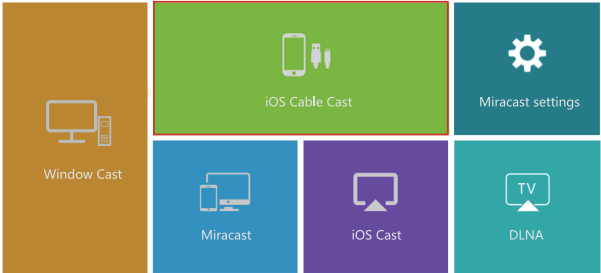 iOS Cable Cast
Miracast settings
Window Cast
Miracast
iOS Cast
TV
DLNA